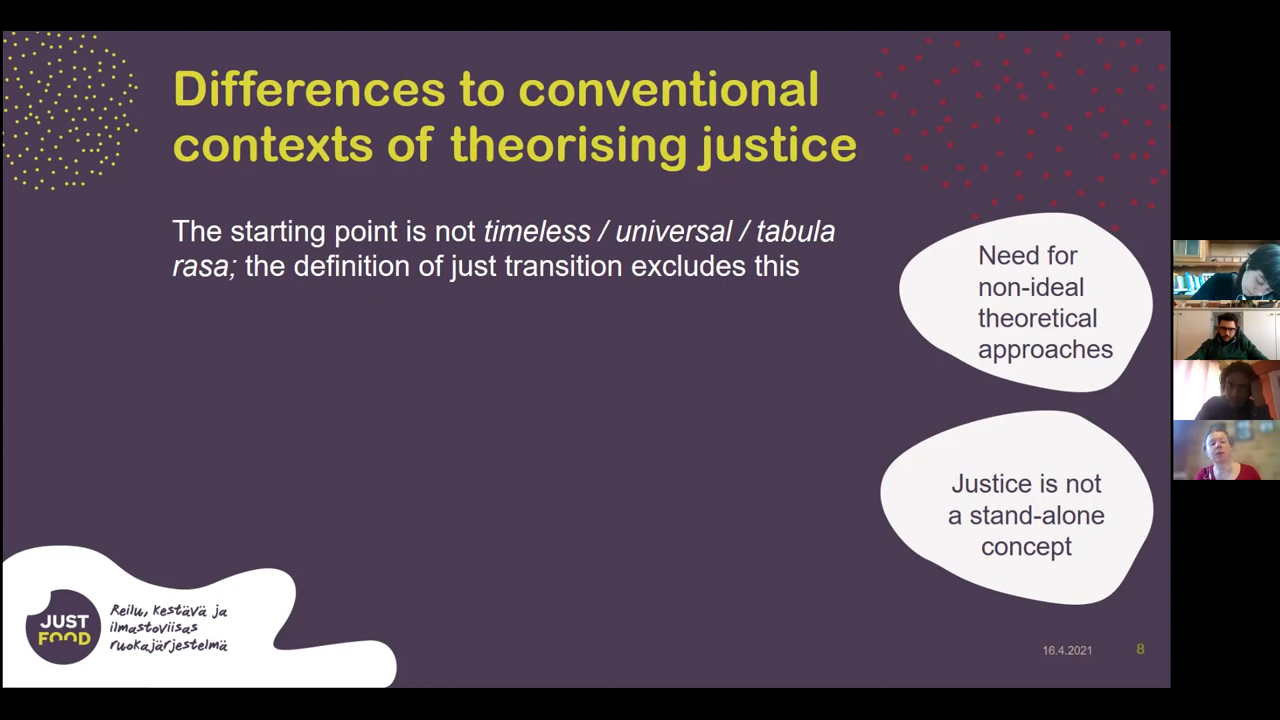 Differences to conventional
contexts of theorising justice
The starting point is not timeless / universal / tabula
rasa; the definition of just transition excludes this
Need for
non-ideal
theoretical
approaches
Justice is not
a stand-alone
concept
JUST
FOOD
Reilu, kestävä ja
ilmastoviisas
ruokajärjestelmä
16.4.2021
8